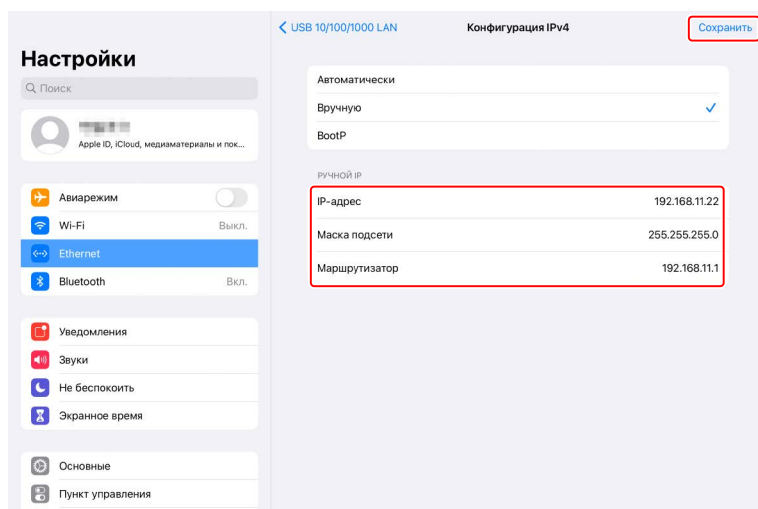 USB 10/100/1000 LAN
Конфигурация IPv4
Сохранить
Настройки
Поиск
Apple ID, iCloud, медиаматериалы и пок...
Авиарежим
Wi-Fi Выкл.
Ethernet
Bluetooth Вкл.
Уведомления
Звуки
Не беспокоить
Экранное время
Основные
Пункт управления
Автоматически
Вручную
BootP
РУЧНОЙ IP
IP-адрес 192.168.11.22
Маска подсети 255.255.255.0
Маршрутизатор 192.168.11.1